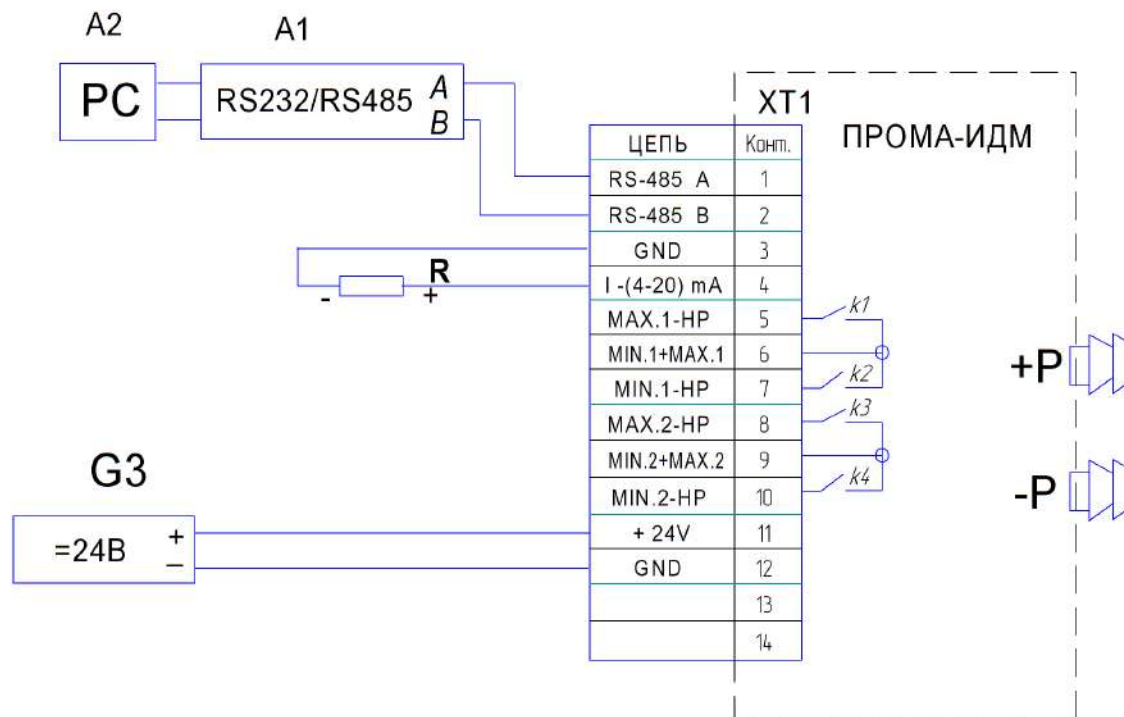 A2
A1
PC
RS232/RS485 A
B
XT1
ПРОМА-ИДМ
ЦЕПЬ Конт.
RS-485 A 1
RS-485 B 2
GND 3
I -(4-20) mA 4
MAX.1-HP 5
MIN.1+MAX.1 6
MIN.1-HP 7
MAX.2-HP 8
MIN.2+MAX.2 9
MIN.2-HP 10
+ 24V 11
GND 12
13
14
R
- +
k1
k2
k3
k4
+P
-P
G3
=24В +
–